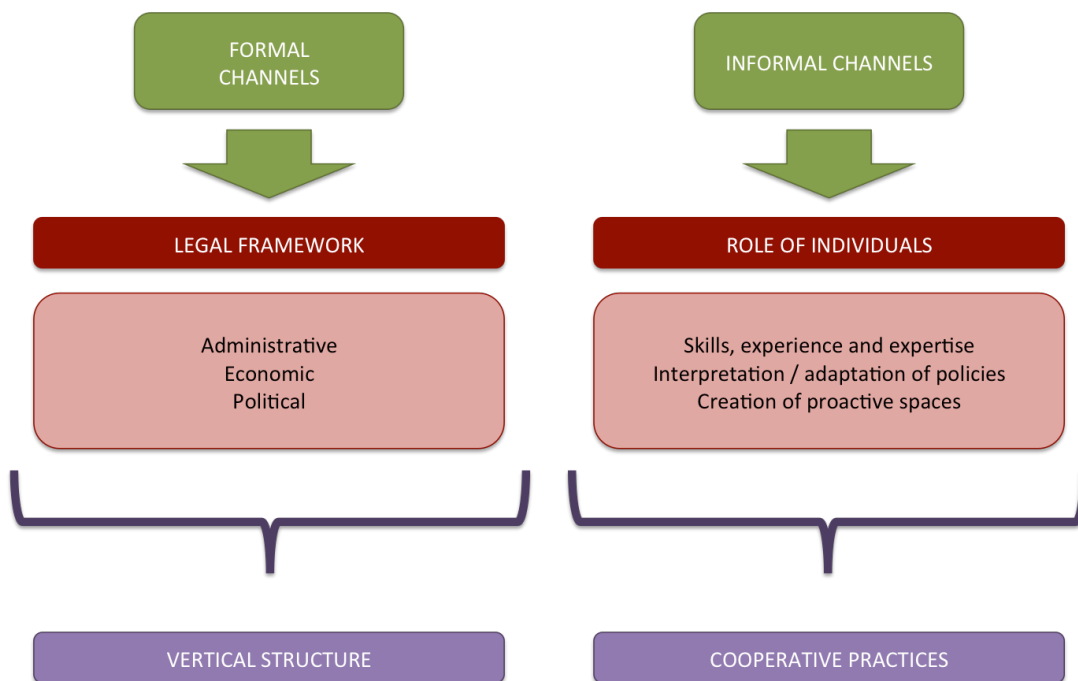 FORMAL
CHANNELS
INFORMAL CHANNELS
LEGAL FRAMEWORK
ROLE OF INDIVIDUALS
Administrative
Economic
Political
Skills, experience and expertise
Interpretation / adaptation of policies
Creation of proactive spaces
VERTICAL STRUCTURE
COOPERATIVE PRACTICES